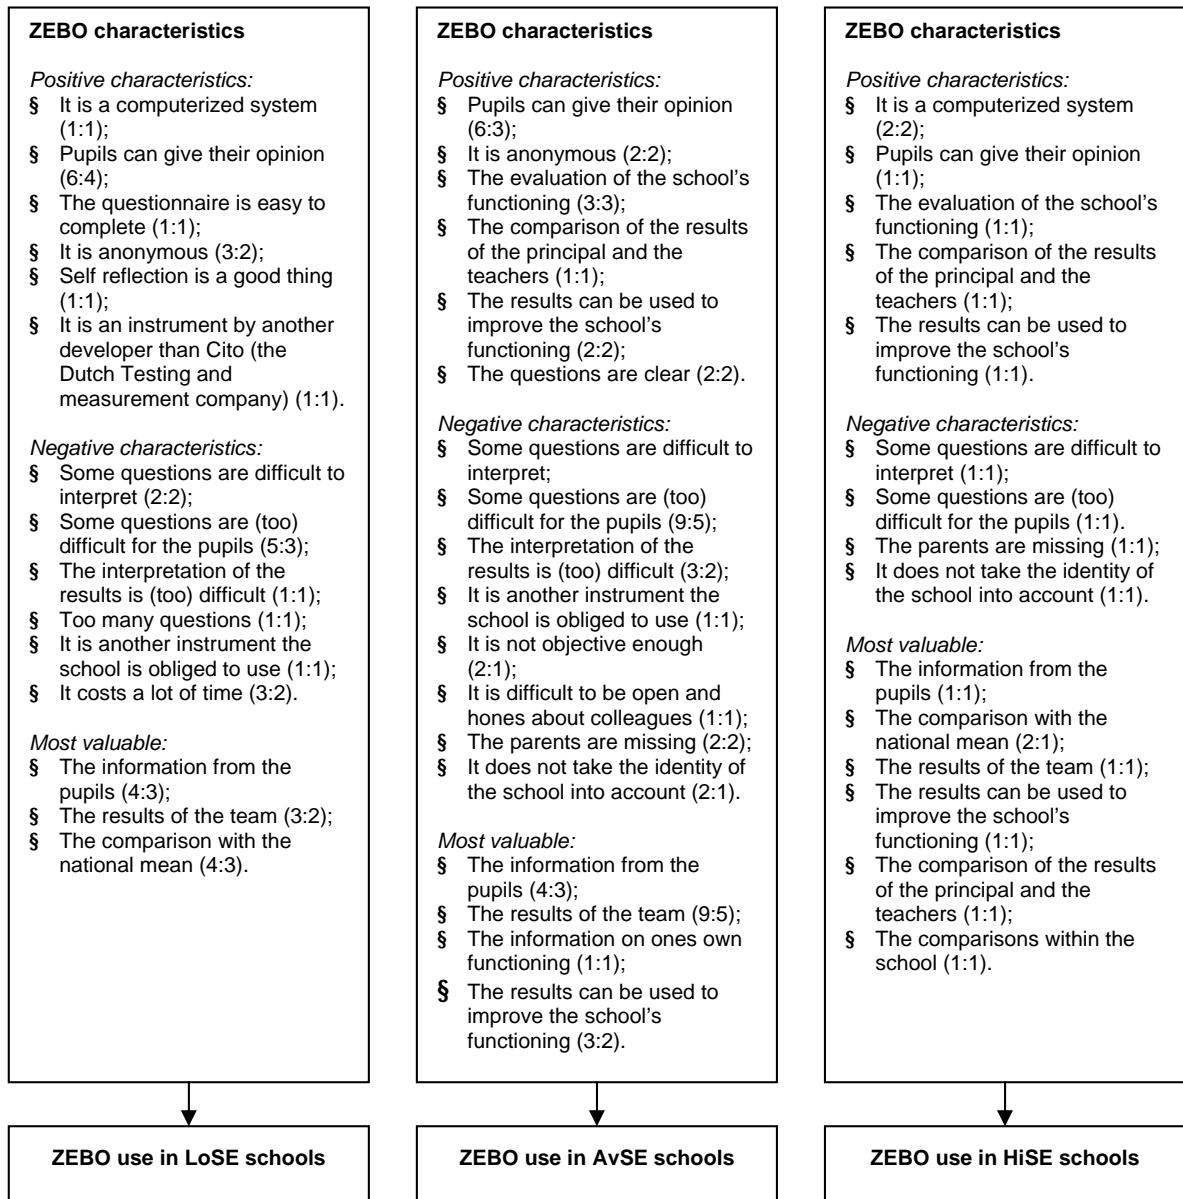 ZEBO characteristics
Positive characteristics:
§ It is a computerized system
(1:1);
§ Pupils can give their opinion
(6:4);
§ The questionnaire is easy to
complete (1:1);
§ It is anonymous (3:2);
§ Self reflection is a good thing
(1:1);
§ It is an instrument by another
developer than Cito (the
Dutch Testing and
measurement company) (1:1).
Negative characteristics:
§ Some questions are difficult to
interpret (2:2);
§ Some questions are (too)
difficult for the pupils (5:3);
§ The interpretation of the
results is (too) difficult (1:1);
§ Too many questions (1:1);
§ It is another instrument the
school is obliged to use (1:1);
§ It costs a lot of time (3:2).
Most valuable:
§ The information from the
pupils (4:3);
§ The results of the team (3:2);
§ The comparison with the
national mean (4:3).
ZEBO use in LoSE schools
ZEBO characteristics
Positive characteristics:
§ Pupils can give their opinion
(6:3);
§ It is anonymous (2:2);
§ The evaluation of the school's
functioning (3:3);
§ The comparison of the results
of the principal and the
teachers (1:1);
§ The results can be used to
improve the school's
functioning (2:2);
§ The questions are clear (2:2).
Negative characteristics:
§ Some questions are difficult to
interpret;
§ Some questions are (too)
difficult for the pupils (9:5);
§ The interpretation of the
results is (too) difficult (3:2);
§ It is another instrument the
school is obliged to use (1:1);
§ It is not objective enough
(2:1);
§ It is difficult to be open and
hones about colleagues (1:1);
§ The parents are missing (2:2);
§ It does not take the identity of
the school into account (2:1).
Most valuable:
§ The information from the
pupils (4:3);
§ The results of the team (9:5);
§ The information on ones own
functioning (1:1);
§ The results can be used to
improve the school's
functioning (3:2).
ZEBO use in AvSE schools
ZEBO characteristics
Positive characteristics:
§ It is a computerized system
(2:2);
§ Pupils can give their opinion
(1:1);
§ The evaluation of the school's
functioning (1:1);
§ The comparison of the results
of the principal and the
teachers (1:1);
§ The results can be used to
improve the school's
functioning (1:1).
Negative characteristics:
§ Some questions are difficult to
interpret (1:1);
§ Some questions are (too)
difficult for the pupils (1:1).
§ The parents are missing (1:1);
§ It does not take the identity of
the school into account (1:1).
Most valuable:
§ The information from the
pupils (1:1);
§ The comparison with the
national mean (2:1);
§ The results of the team (1:1);
§ The results can be used to
improve the school's
functioning (1:1);
§ The comparison of the results
of the principal and the
teachers (1:1);
§ The comparisons within the
school (1:1).
ZEBO use in HiSE schools